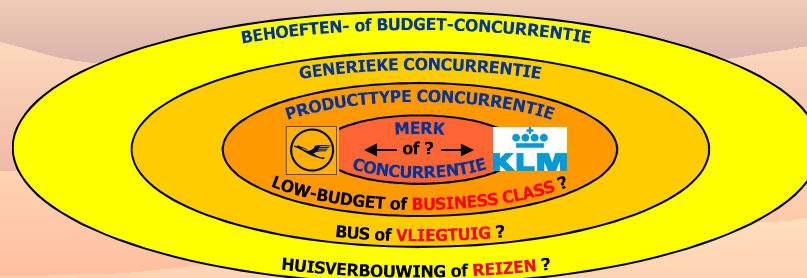 BEHOEFTEN- of BUDGET-CONCURRENTIE
GENERIEKE CONCURRENTIE
PRODUCTTYPE CONCURRENTIE
MERK
of ?
KLM
CONCURRENTIE
LOW-BUDGET of BUSINESS CLASS ?
BUS of VLIEGTUIG ?
HUISVERBOUWING of REIZEN ?